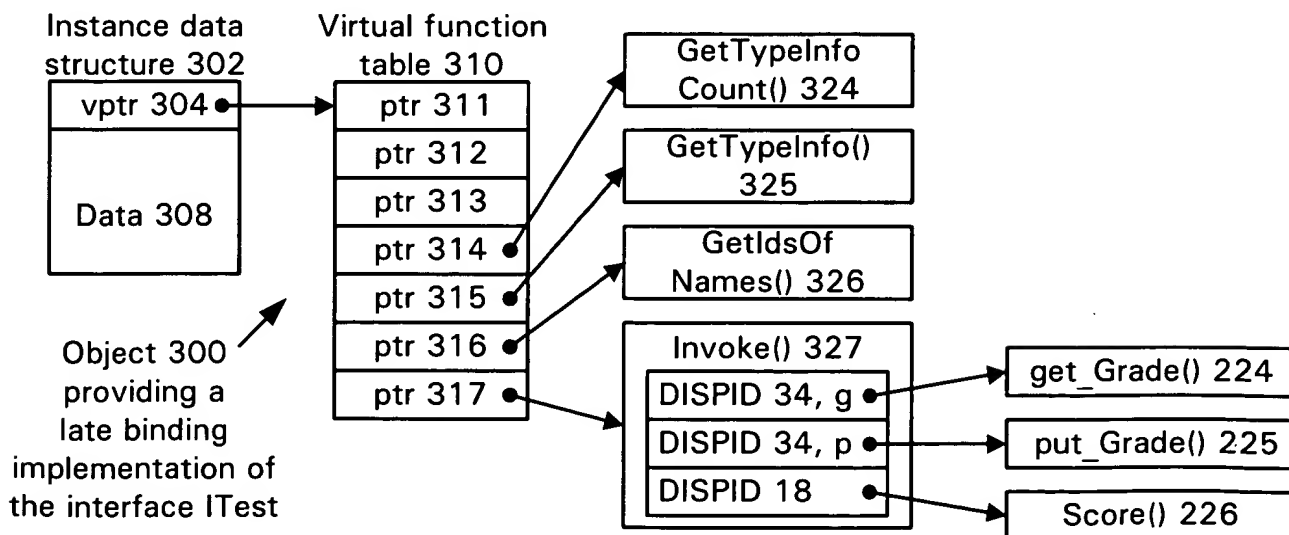 Instance data
structure 302
vptr 304
Data 308
Object 300
providing a
late binding
implementation of
the interface ITest
Virtual function
table 310
ptr 311
ptr 312
ptr 313
ptr 314
ptr 315
ptr 316
ptr 317
GetTypeInfo
Count() 324
GetTypeInfo()
325
GetIdsOf
Names() 326
Invoke() 327
DISPID 34, g
DISPID 34, p
DISPID 18
get_Grade() 224
put_Grade() 225
Score() 226